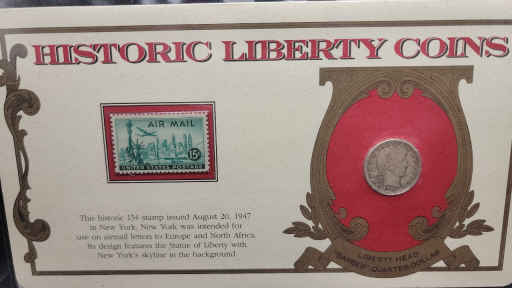 HISTORIC LIBERTY COINS
AIR MAIL
15¢
UNITED STATES POSTAGE
This historic 15¢ stamp issued August 20, 1947
in New York, New York was intended for
use on airmail letters to Europe and North Africa.
Its design features the Statue of Liberty with
New York's skyline in the background.
LIBERTY HEAD
"BARBER" QUARTER-DOLLAR